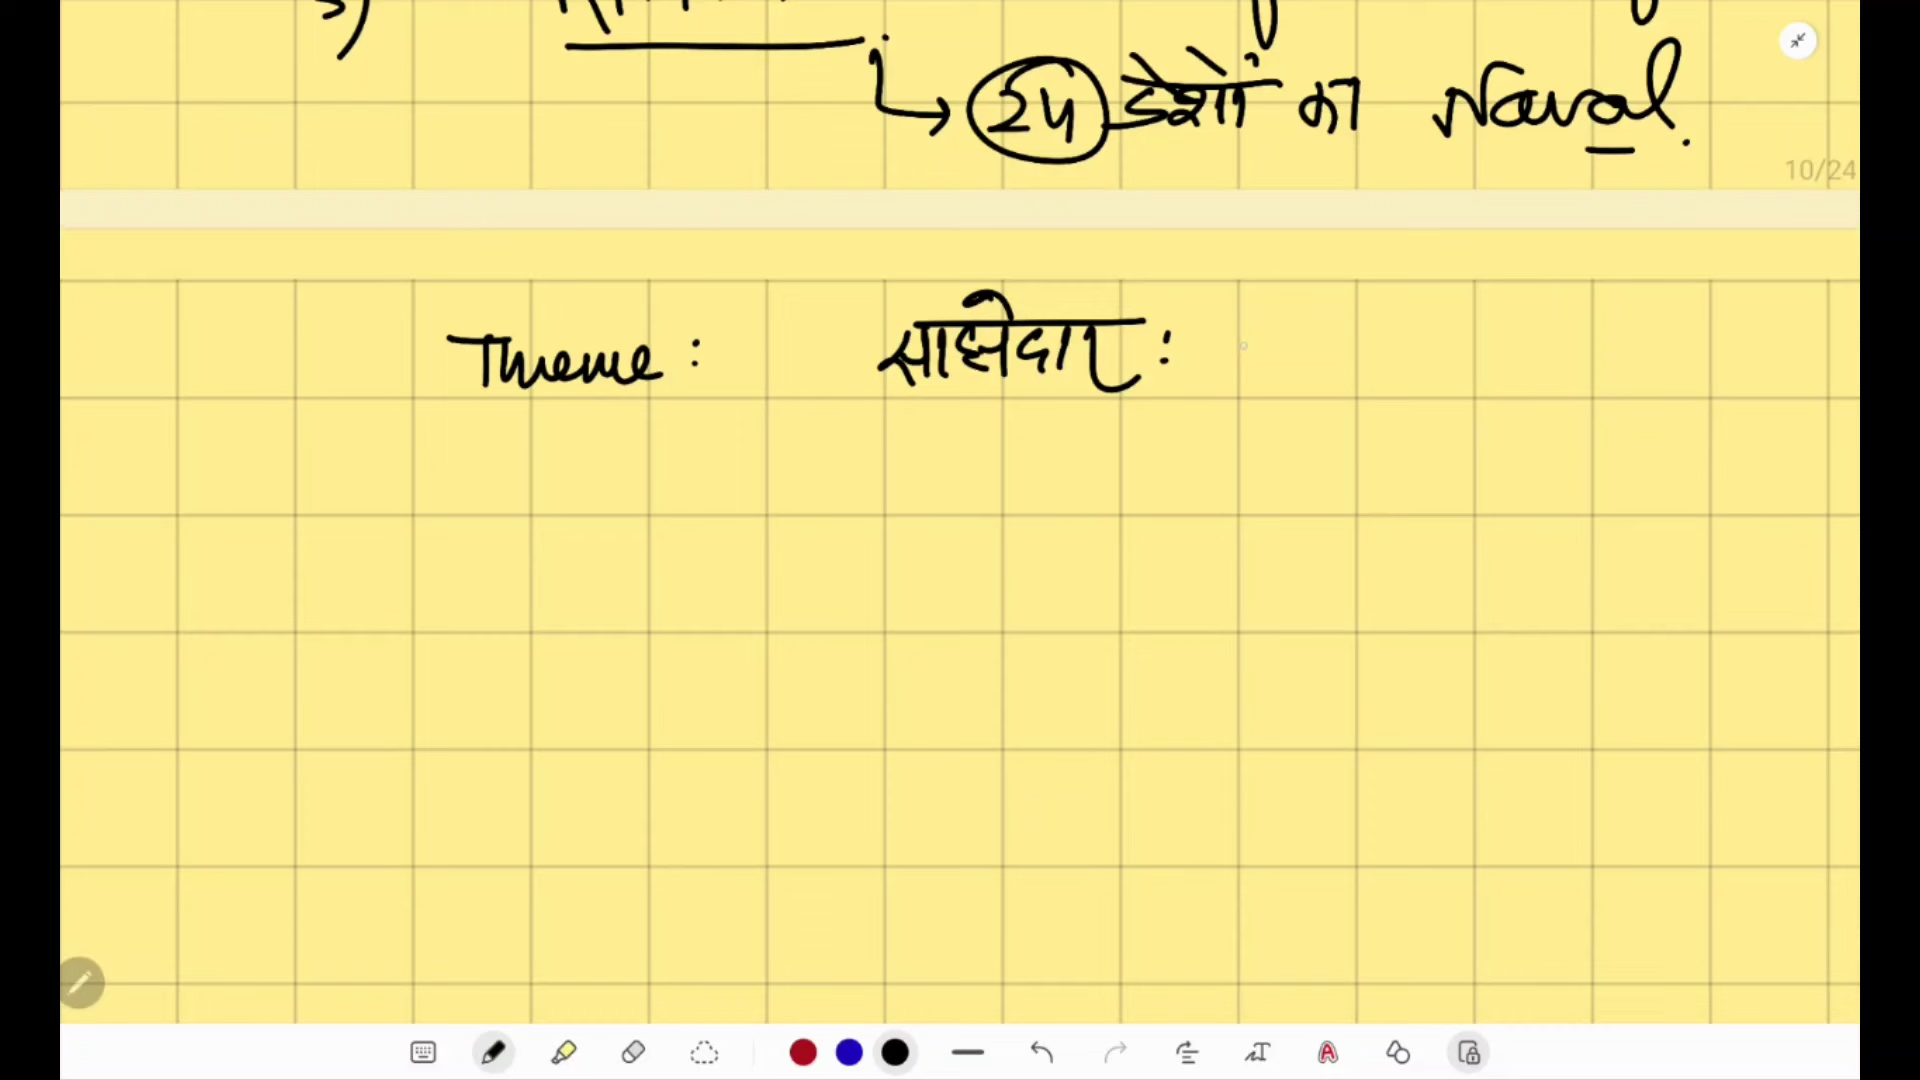 24 देशों का Naval.
10/24
Theme : साझेदार :